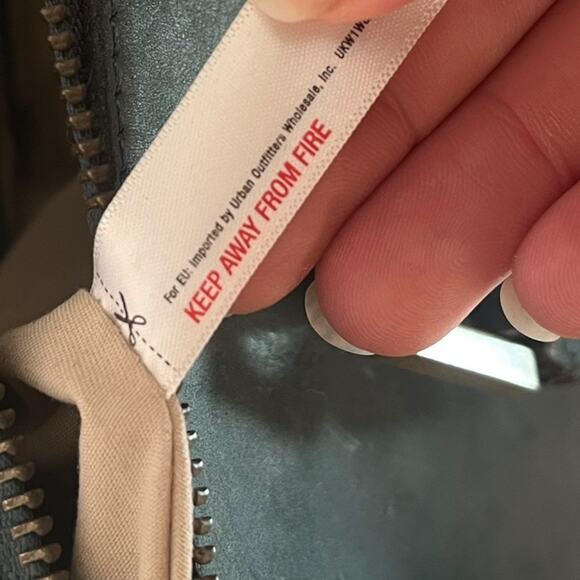 For EU: Imported by Urban Outfitters Wholesale, Inc.
KEEP AWAY FROM FIRE